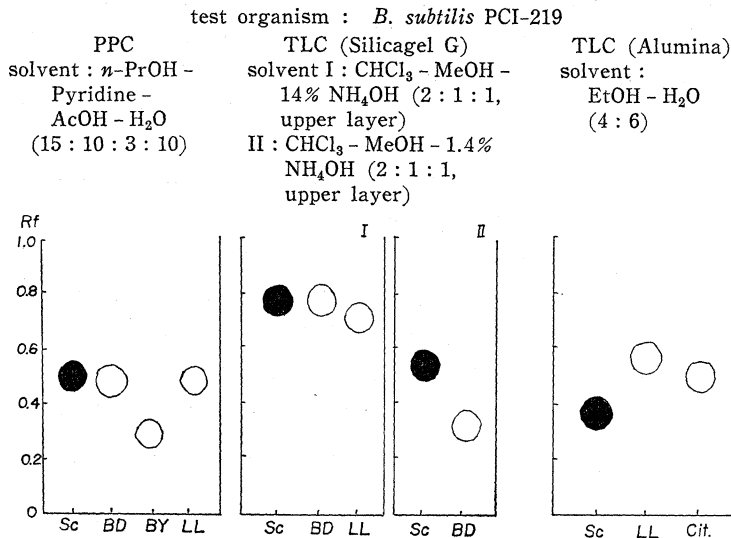 test organism : B. subtilis PCI-219
PPC
solvent : n-PrOH –
Pyridine –
AcOH – H₂O
(15 : 10 : 3 : 10)
TLC (Silicagel G)
solvent I : CHCl₃ – MeOH –
14% NH₄OH (2 : 1 : 1,
upper layer)
II : CHCl₃ – MeOH – 1.4%
NH₄OH (2 : 1 : 1,
upper layer)
TLC (Alumina)
solvent :
EtOH – H₂O
(4 : 6)
Rf
1.0
0.8
0.6
0.4
0.2
0
Sc BD BY LL
I
Sc BD LL
II
Sc BD
Sc LL Cit.